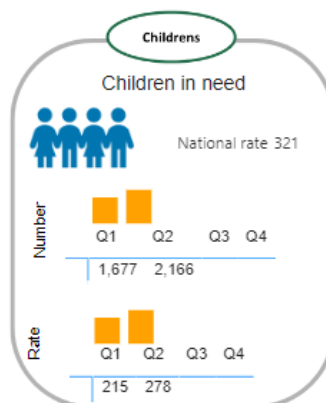 Childrens
Children in need
National rate 321
Number
Q1 Q2 Q3 Q4
1,677 2,166
Rate
Q1 Q2 Q3 Q4
215 278